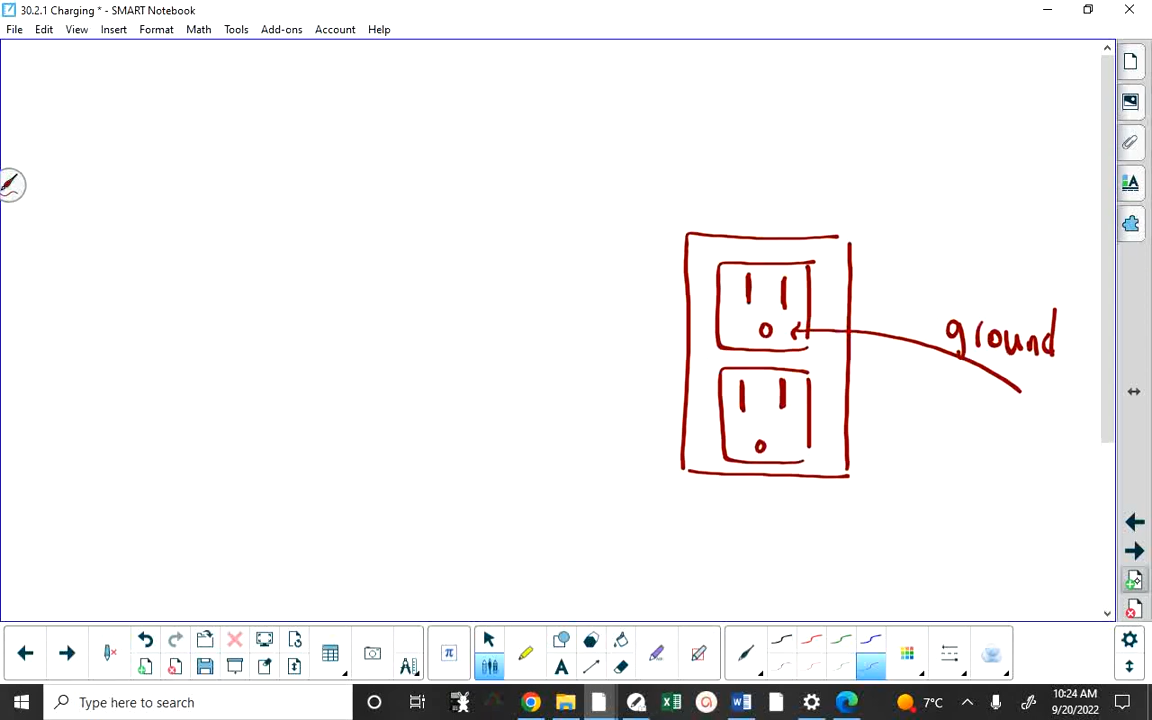 30.2.1 Charging * - SMART Notebook
File Edit View Insert Format Math Tools Add-ons Account Help
ground
Type here to search
7°C
10:24 AM
9/20/2022